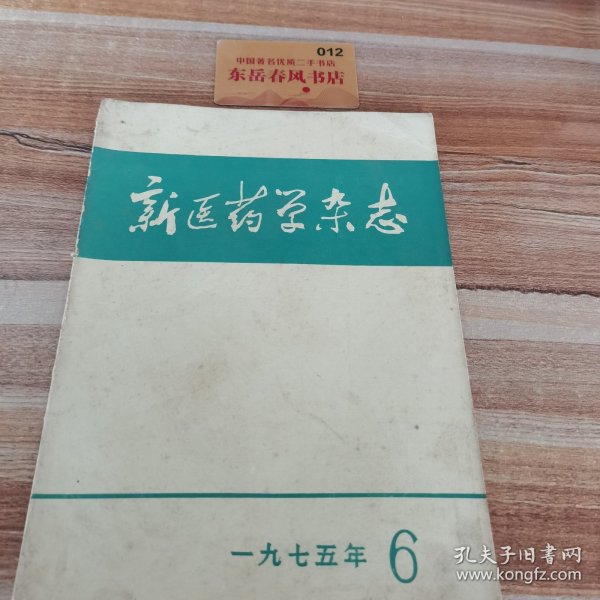 012
中国著名优质二手书店
东岳春风书店
新医药学杂志
一九七五年 6
孔夫子旧书网
www.kongfz.com